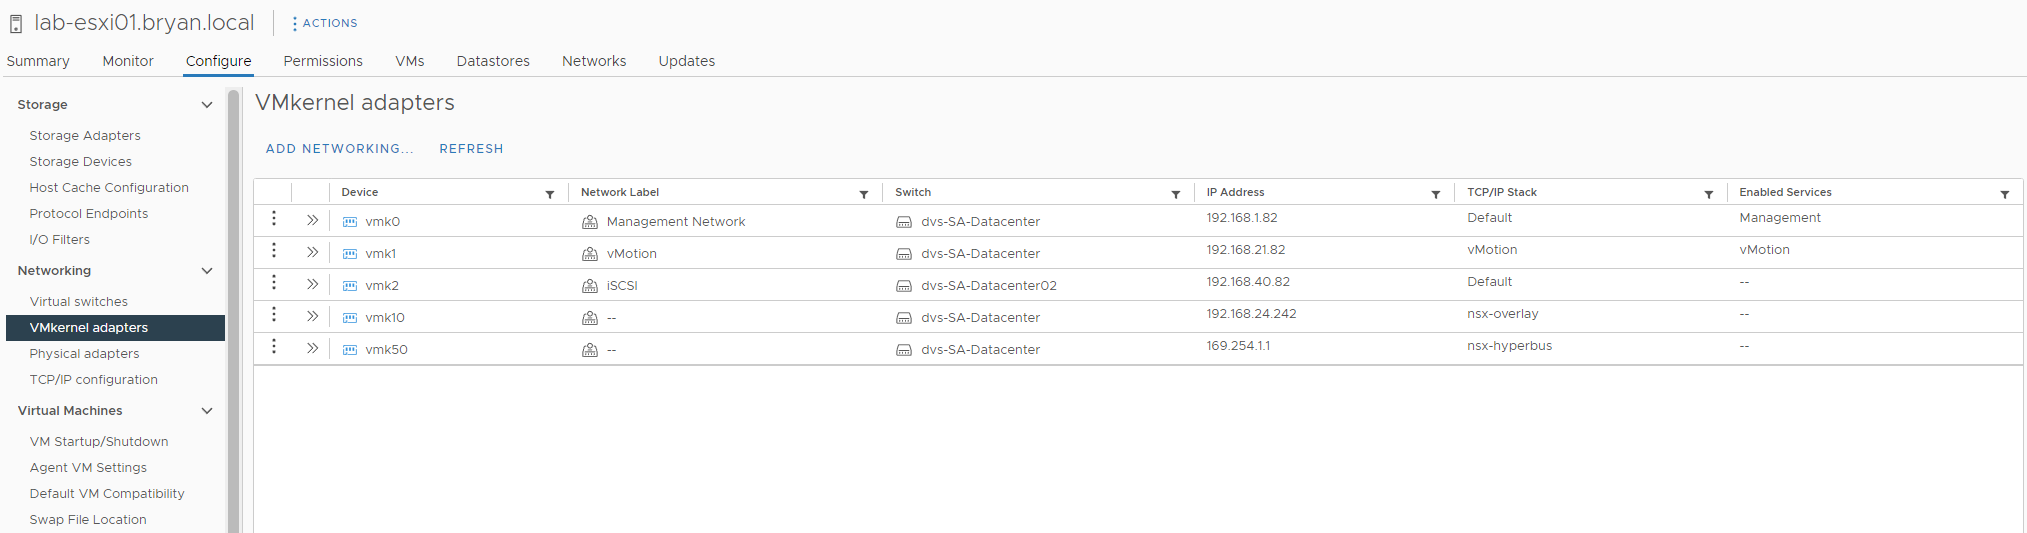 lab-esxi01.bryan.local ACTIONS
Summary Monitor Configure Permissions VMs Datastores Networks Updates
Storage
Storage Adapters
Storage Devices
Host Cache Configuration
Protocol Endpoints
I/O Filters
Networking
Virtual switches
VMkernel adapters
Physical adapters
TCP/IP configuration
Virtual Machines
VM Startup/Shutdown
Agent VM Settings
Default VM Compatibility
Swap File Location
VMkernel adapters
ADD NETWORKING... REFRESH
Device Network Label Switch IP Address TCP/IP Stack Enabled Services
vmk0 Management Network dvs-SA-Datacenter 192.168.1.82 Default Management
vmk1 vMotion dvs-SA-Datacenter 192.168.21.82 vMotion vMotion
vmk2 iSCSI dvs-SA-Datacenter02 192.168.40.82 Default --
vmk10 -- dvs-SA-Datacenter 192.168.24.242 nsx-overlay --
vmk50 -- dvs-SA-Datacenter 169.254.1.1 nsx-hyperbus --